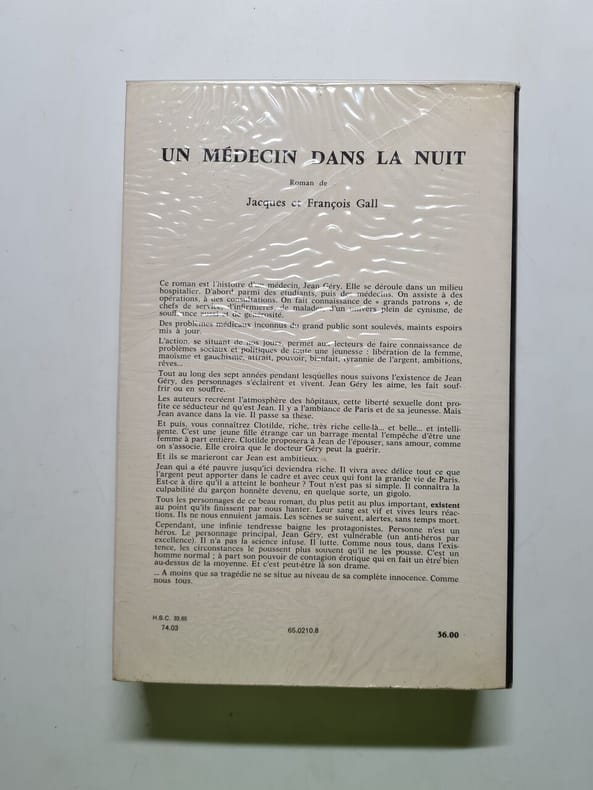 UN MÉDECIN DANS LA NUIT
Roman de
Jacques et François Gall
Ce roman est l'histoire d'un médecin, Jean Géry. Elle se déroule dans un milieu
hospitalier. D'abord parmi des étudiants, puis des médecins. On assiste à des
opérations, à des consultations. On fait connaissance de « grands patrons », de
chefs de service, d'infirmières, de malades, d'un univers plein de cynisme, de
souffrance aussi et de générosité.
Des problèmes médicaux inconnus du grand public sont soulevés, maints espoirs
mis à jour.
L'action, se situant de nos jours, permet aux lecteurs de faire connaissance de
problèmes sociaux et politiques de toute une jeunesse : libération de la femme,
maoïsme et gauchisme, attrait, pouvoir, bienfait, tyrannie de l'argent, ambitions,
rêves...
Tout au long des sept années pendant lesquelles nous suivons l'existence de Jean
Géry, des personnages s'éclairent et vivent. Jean Géry les aime, les fait souf-
frir ou en souffre.
Les auteurs recréent l'atmosphère des hôpitaux, cette liberté sexuelle dont pro-
fite ce séducteur né qu'est Jean. Il y a l'ambiance de Paris et de sa jeunesse. Mais
Jean avance dans la vie. Il passe sa thèse.
Et puis, vous connaîtrez Clotilde, riche, très riche celle-là... et belle... et intelli-
gente. C'est une jeune fille étrange car un barrage mental l'empêche d'être une
femme à part entière. Clotilde proposera à Jean de l'épouser, sans amour, comme
on s'associe. Elle croira que le docteur Géry peut la guérir.
Et ils se marieront car Jean est ambitieux.
Jean qui a été pauvre jusqu'ici deviendra riche. Il vivra avec délice tout ce que
l'argent peut apporter dans le cadre et avec ceux qui font la grande vie de Paris.
Est-ce à dire qu'il a atteint le bonheur ? Tout n'est pas si simple. Il connaîtra la
culpabilité du garçon honnête devenu, en quelque sorte, un gigolo.
Tous les personnages de ce beau roman, du plus petit au plus important, existent
au point qu'ils finissent par nous hanter. Leur sang est vif et vives leurs réac-
tions. Ils ne nous ennuient jamais. Les scènes se suivent, alertes, sans temps mort.
Cependant, une infinie tendresse baigne les protagonistes. Personne n'est un
héros. Le personnage principal, Jean Géry, est vulnérable (un anti-héros par
excellence). Il n'a pas la science infuse. Il lutte. Comme nous tous, dans l'exis-
tence, les circonstances le poussent plus souvent qu'il ne les pousse. C'est un
homme normal ; à part son pouvoir de contagion érotique qui en fait un être bien
au-dessus de la moyenne. Et c'est peut-être là son drame.
... A moins que sa tragédie ne se situe au niveau de sa complète innocence. Comme
nous tous.
H.B.C. 33.65
74.03
65.0210.8
36.00